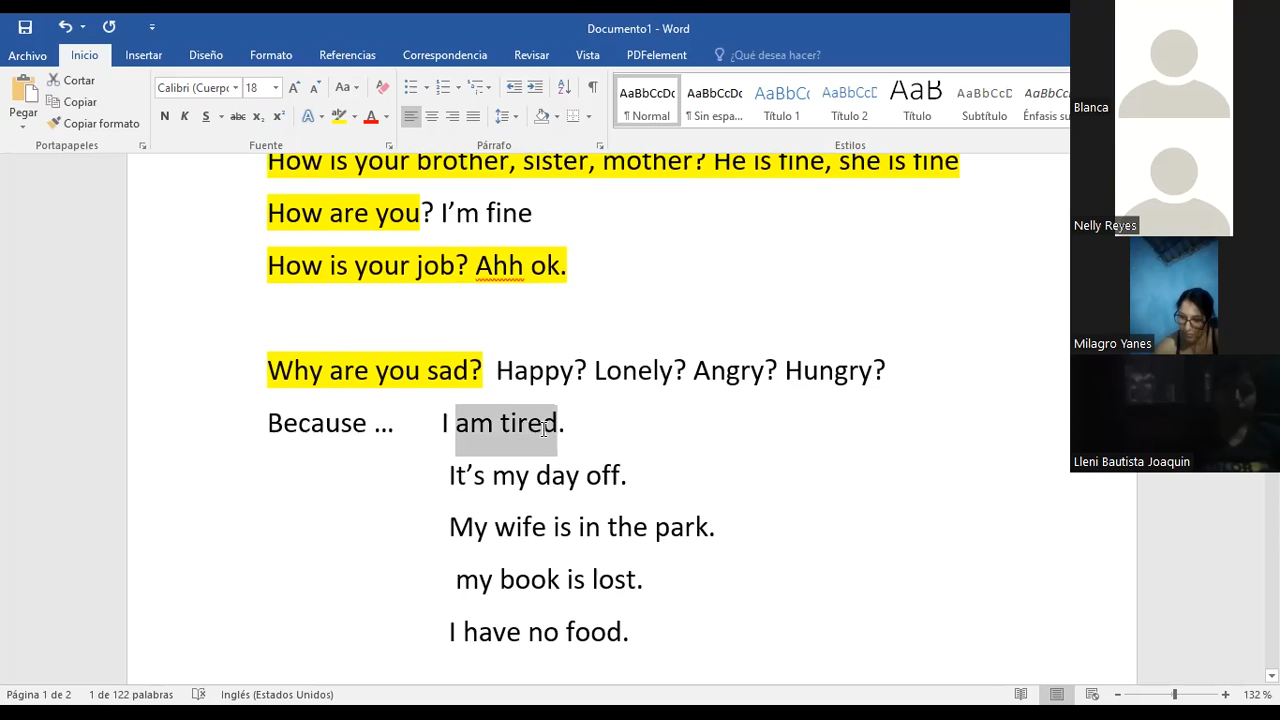 Documento1 - Word
Archivo Inicio Insertar Diseño Formato Referencias Correspondencia Revisar Vista PDFelement ¿Qué desea hacer?
Pegar
Cortar
Copiar
Copiar formato
Portapapeles
Calibri (Cuerpo 18
N K S abc x₂ x²
Fuente
Párrafo
AaBbCcDc AaBbCcDc AaBbCc AaBbCcD AaB AaBbCcD AaBbCcDc
¶ Normal ¶ Sin espa... Título 1 Título 2 Título Subtítulo Énfasis su
Estilos
How is your brother, sister, mother? He is fine, she is fine
How are you? I’m fine
How is your job? Ahh ok.
Why are you sad? Happy? Lonely? Angry? Hungry?
Because ... I am tired.
It’s my day off.
My wife is in the park.
my book is lost.
I have no food.
Página 1 de 2 1 de 122 palabras Inglés (Estados Unidos) 132 %
Blanca
Nelly Reyes
Milagro Yanes
Lleni Bautista Joaquin